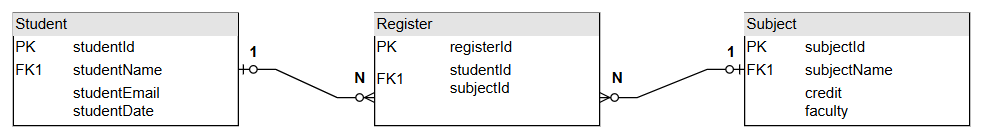 Student
PK studentId
FK1 studentName
studentEmail
studentDate
1
N
Register
PK registerId
FK1 studentId
subjectId
N
1
Subject
PK subjectId
FK1 subjectName
credit
faculty